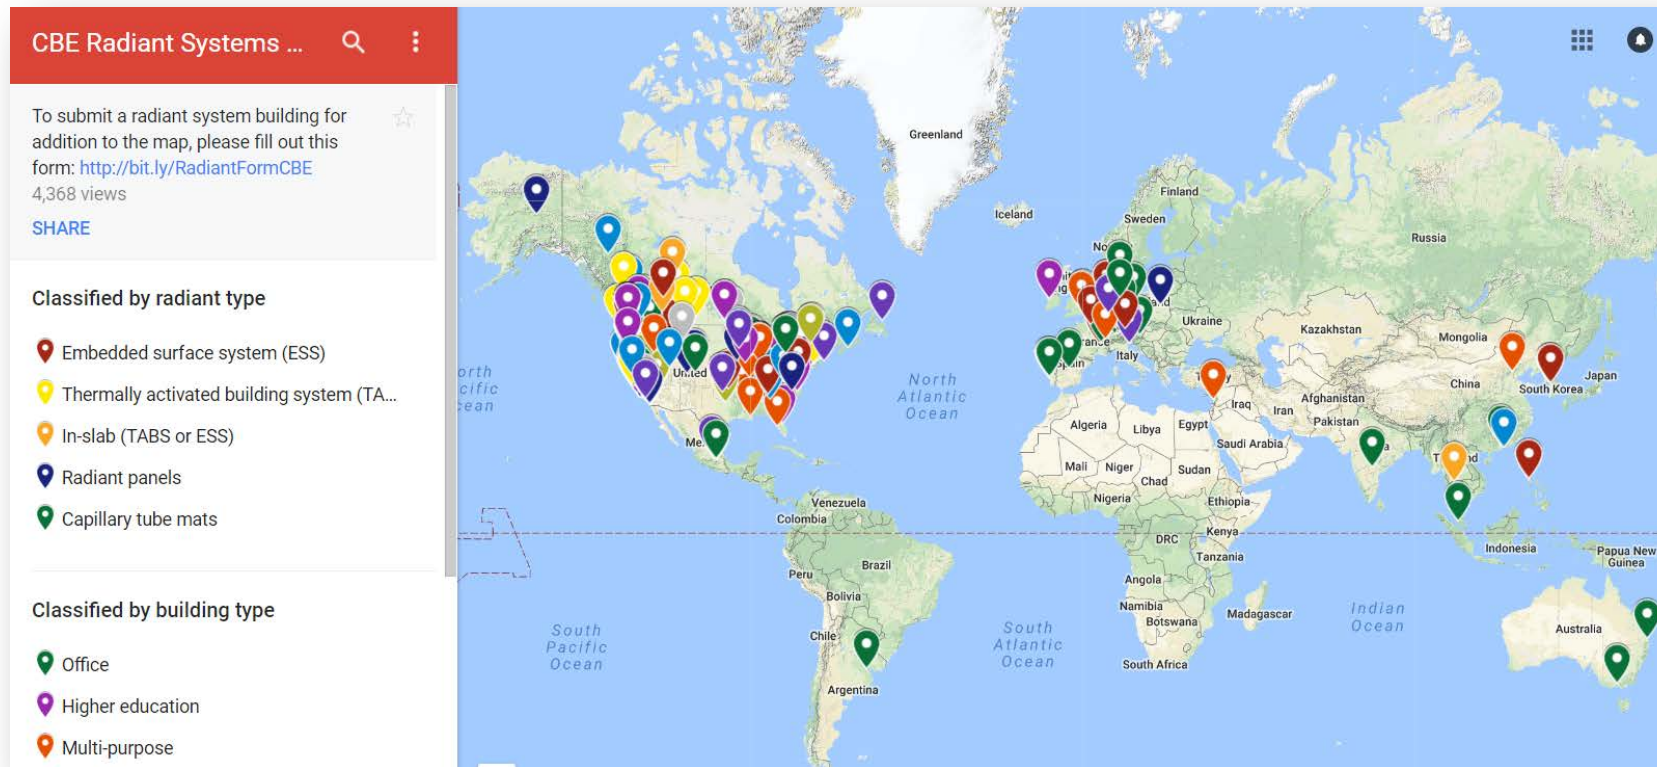 CBE Radiant Systems ...
To submit a radiant system building for
addition to the map, please fill out this
form: http://bit.ly/RadiantFormCBE
4,368 views
SHARE
Classified by radiant type
Embedded surface system (ESS)
Thermally activated building system (TA...
In-slab (TABS or ESS)
Radiant panels
Capillary tube mats
Classified by building type
Office
Higher education
Multi-purpose
Greenland
Iceland
Finland
Sweden
Russia
Ukraine
Kazakhstan
Mongolia
Italy
China
South Korea
Japan
North
Atlantic
Ocean
Iraq
Iran
Afghanistan
Pakistan
Algeria
Libya
Egypt
Saudi Arabia
Mali
Niger
Chad
Sudan
Nigeria
Ethiopia
Venezuela
Colombia
DRC
Kenya
Tanzania
Indonesia
Papua New
Guinea
Peru
Brazil
Bolivia
Angola
Namibia
Botswana
Madagascar
South Africa
Chile
Argentina
South
Pacific
Ocean
South
Atlantic
Ocean
Indian
Ocean
Australia